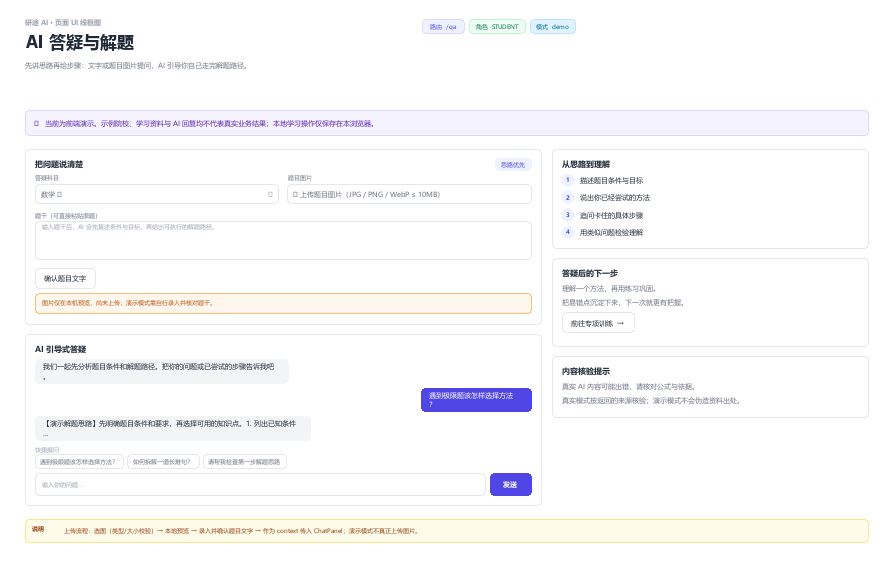 研途 AI • 页面 UI 线框图
AI 答疑与解题
路由 /qa
角色 STUDENT
模式 demo
先讲思路再给步骤：文字或题目图片提问，AI 引导你自己走完解题路径。
当前为前端演示。示例院校、学习资料与 AI 回复均不代表真实业务结果；本地学习操作仅保存在本浏览器。
把问题说清楚
思路优先
答疑科目
题目图片
数学
上传题目图片（JPG / PNG / WebP ≤ 10MB）
题干（可直接粘贴原题）
输入题干后，AI 会先复述条件与目标，再给出可执行的解题路径。
确认题目文字
图片仅在本机预览，尚未上传；演示模式需自行录入并核对题干。
AI 引导式答疑
我们一起先分析题目条件和解题路径。把你的问题或已尝试的步骤告诉我吧
。
遇到极限题该怎样选择方法
？
【演示解题思路】先明确题目条件和要求，再选择可用的知识点。1. 列出已知条件
...
快捷提问
遇到极限题该怎样选择方法？
如何拆解一道长难句？
请帮我检查第一步解题思路
输入你的问题...
发送
从思路到理解
1 描述题目条件与目标
2 说出你已经尝试的方法
3 追问卡住的具体步骤
4 用类似问题检验理解
答疑后的下一步
理解一个方法，再用练习巩固。
把易错点沉淀下来，下一次就更有把握。
前往专项训练 →
内容核验提示
真实 AI 内容可能出错，请核对公式与依据。
真实模式按返回的来源核验；演示模式不会伪造资料出处。
说明
上传流程：选图（类型/大小校验）→ 本地预览 → 录入并确认题目文字 → 作为 context 传入 ChatPanel；演示模式不真正上传图片。